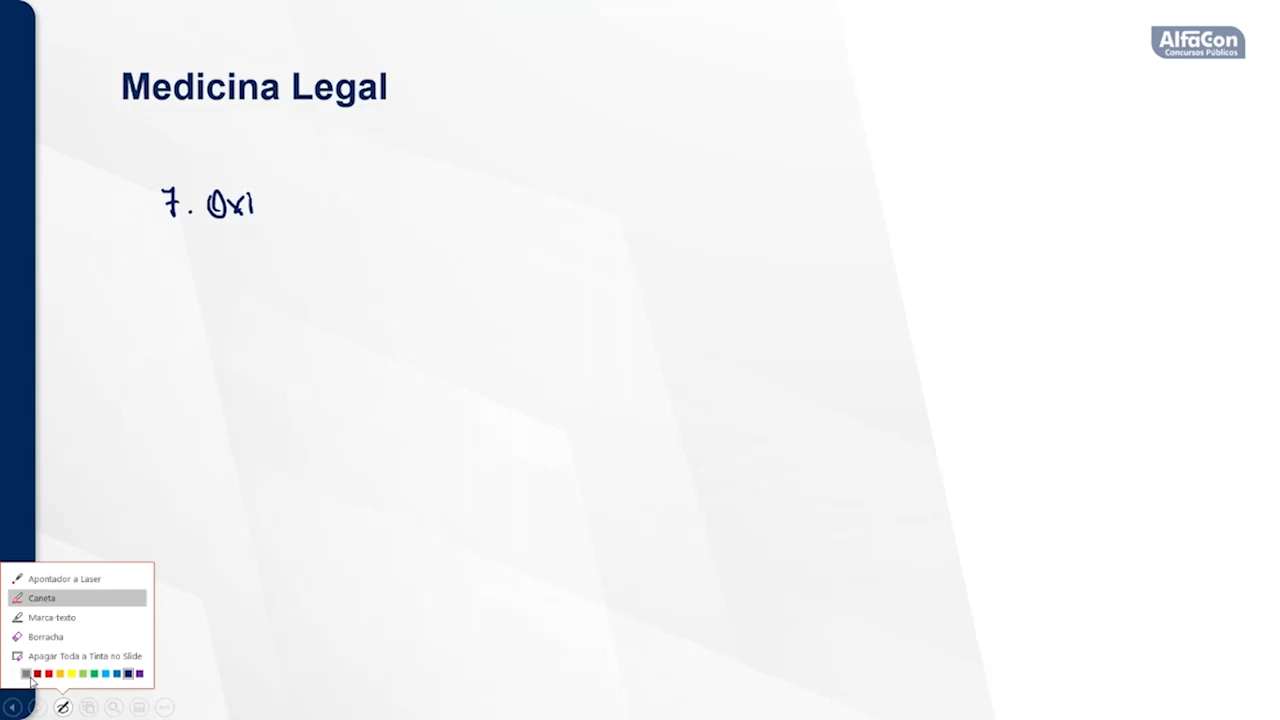 AlfaCon
Concursos Públicos
Medicina Legal
7. Oxi
Apontador a Laser
Caneta
Marca-texto
Borracha
Apagar Toda a Tinta no Slide